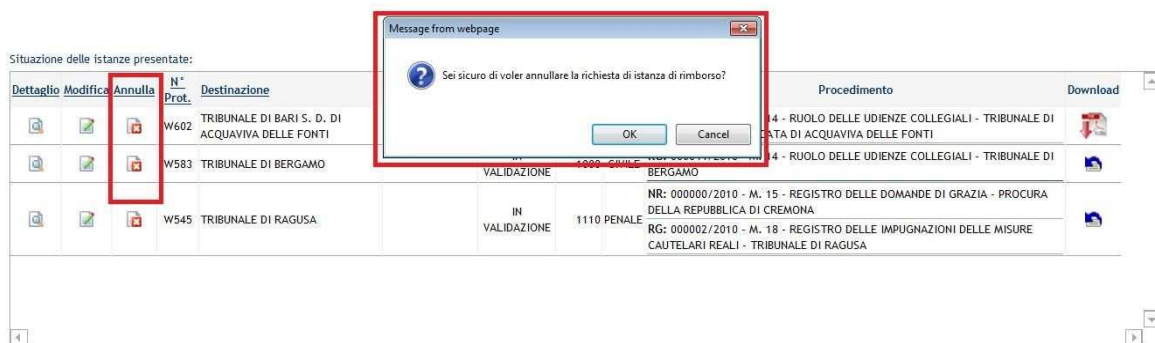 Message from webpage
Situazione delle istanze presentate:
Sei sicuro di voler annullare la richiesta di istanza di rimborso?
OK Cancel
Dettaglio Modifica Annulla N° Prot. Destinazione Procedimento Download
W602 TRIBUNALE DI BARI S. D. DI
ACQUAVIVA DELLE FONTI
14 - RUOLO DELLE UDIENZE COLLEGIALI - TRIBUNALE DI
DI ACQUAVIVA DELLE FONTI
W583 TRIBUNALE DI BERGAMO
VALIDAZIONE
14 - RUOLO DELLE UDIENZE COLLEGIALI - TRIBUNALE DI
BERGAMO
W545 TRIBUNALE DI RAGUSA
IN
VALIDAZIONE
1110 PENALE
NR: 000000/2010 - M. 15 - REGISTRO DELLE DOMANDE DI GRAZIA - PROCURA
DELLA REPUBBLICA DI CREMONA
RG: 000002/2010 - M. 18 - REGISTRO DELLE IMPUGNAZIONI DELLE MISURE
CAUTELARI REALI - TRIBUNALE DI RAGUSA